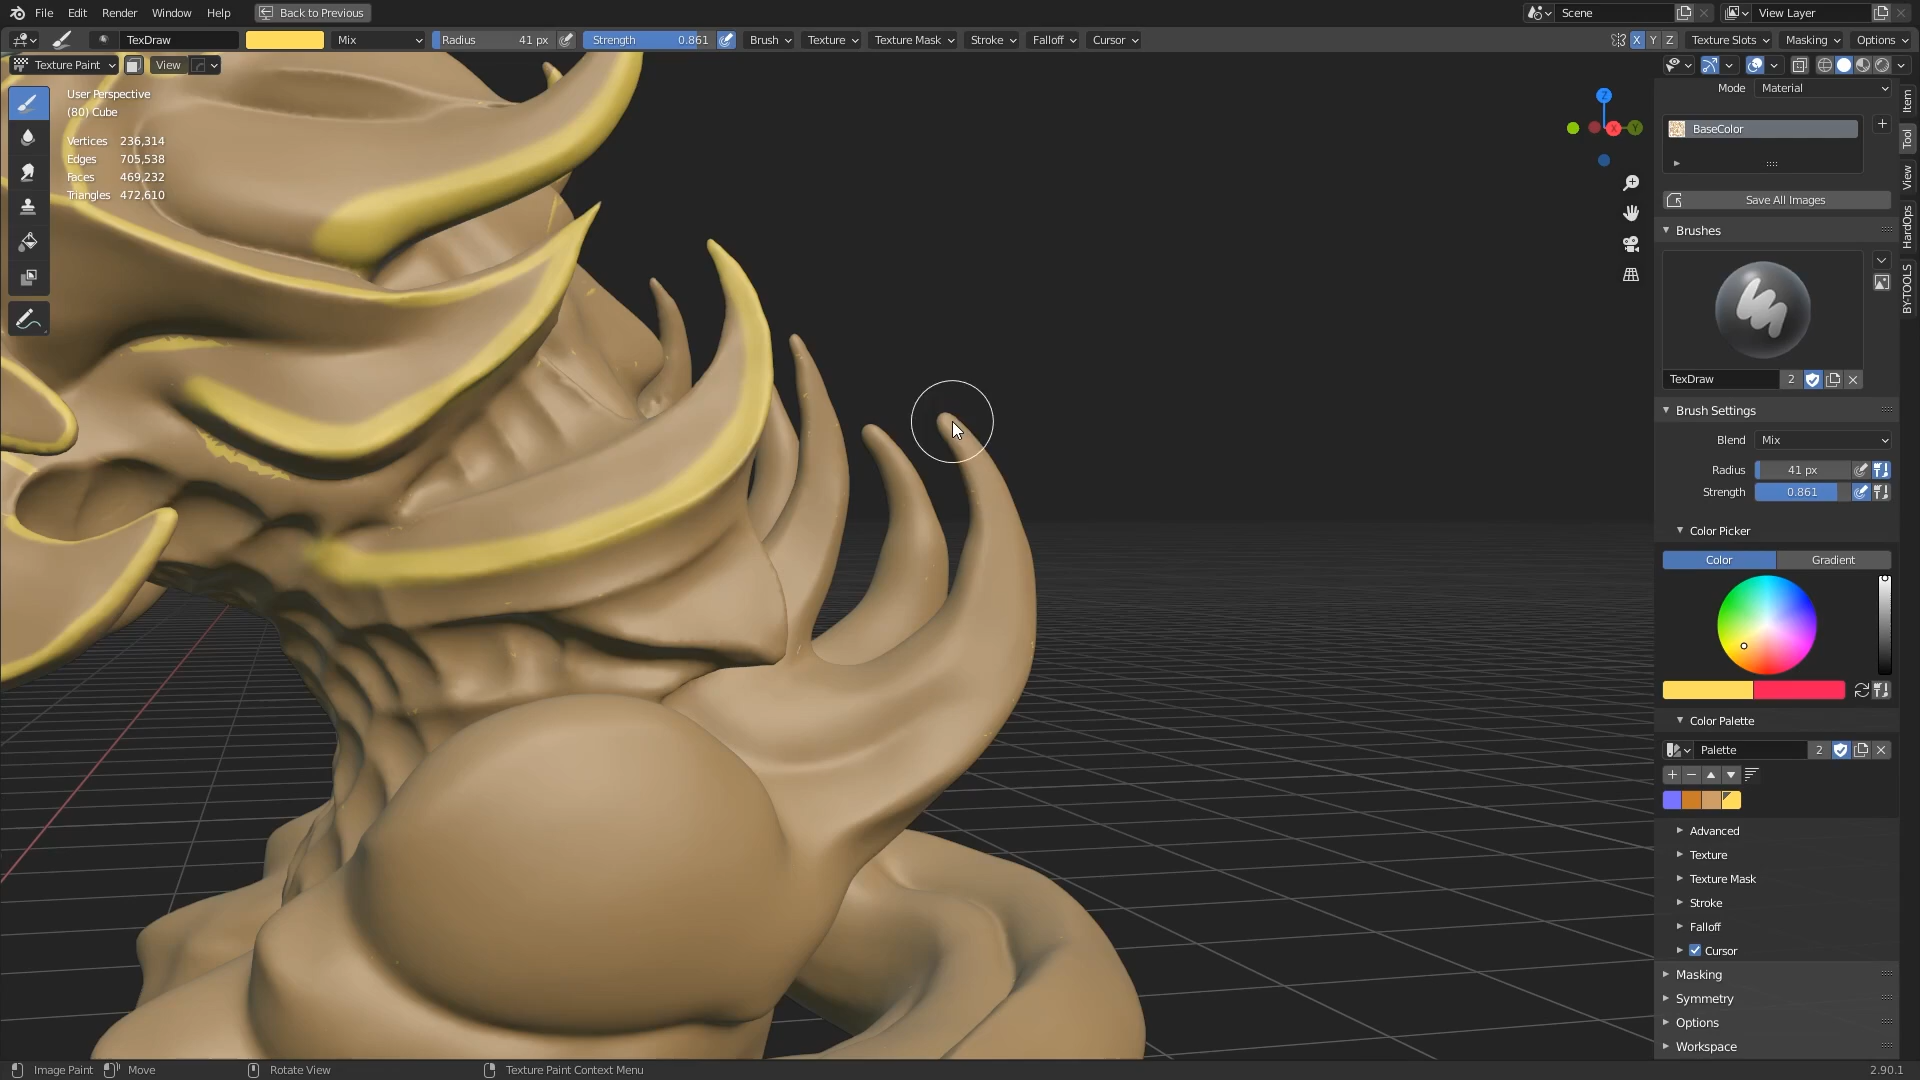 File Edit Render Window Help Back to Previous Scene View Layer
TexDraw Mix Radius 41 px Strength 0.861 Brush Texture Texture Mask Stroke Falloff Cursor X Y Z Texture Slots Masking Options
Texture Paint View
User Perspective
(80) Cube
Vertices 236,314
Edges 705,538
Faces 469,232
Triangles 472,610
Z
X
Y
Mode Material
BaseColor
Save All Images
Brushes
TexDraw 2
Brush Settings
Blend Mix
Radius 41 px
Strength 0.861
Color Picker
Color Gradient
Color Palette
Palette 2
Advanced
Texture
Texture Mask
Stroke
Falloff
Cursor
Masking
Symmetry
Options
Workspace
Item
Tool
View
HardOps
BY-TOOLS
Image Paint Move Rotate View Texture Paint Context Menu 2.90.1